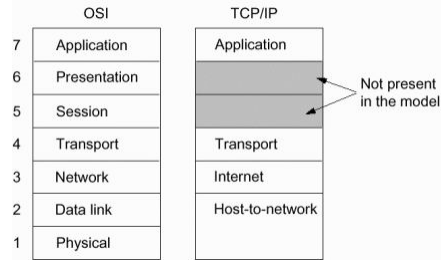 OSI TCP/IP
7 Application Application
6 Presentation
Not present
in the model
5 Session
4 Transport Transport
3 Network Internet
2 Data link Host-to-network
1 Physical